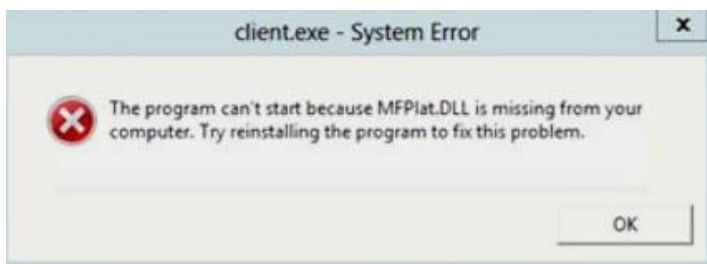 client.exe - System Error
x
The program can't start because MFPlat.DLL is missing from your
computer. Try reinstalling the program to fix this problem.
OK